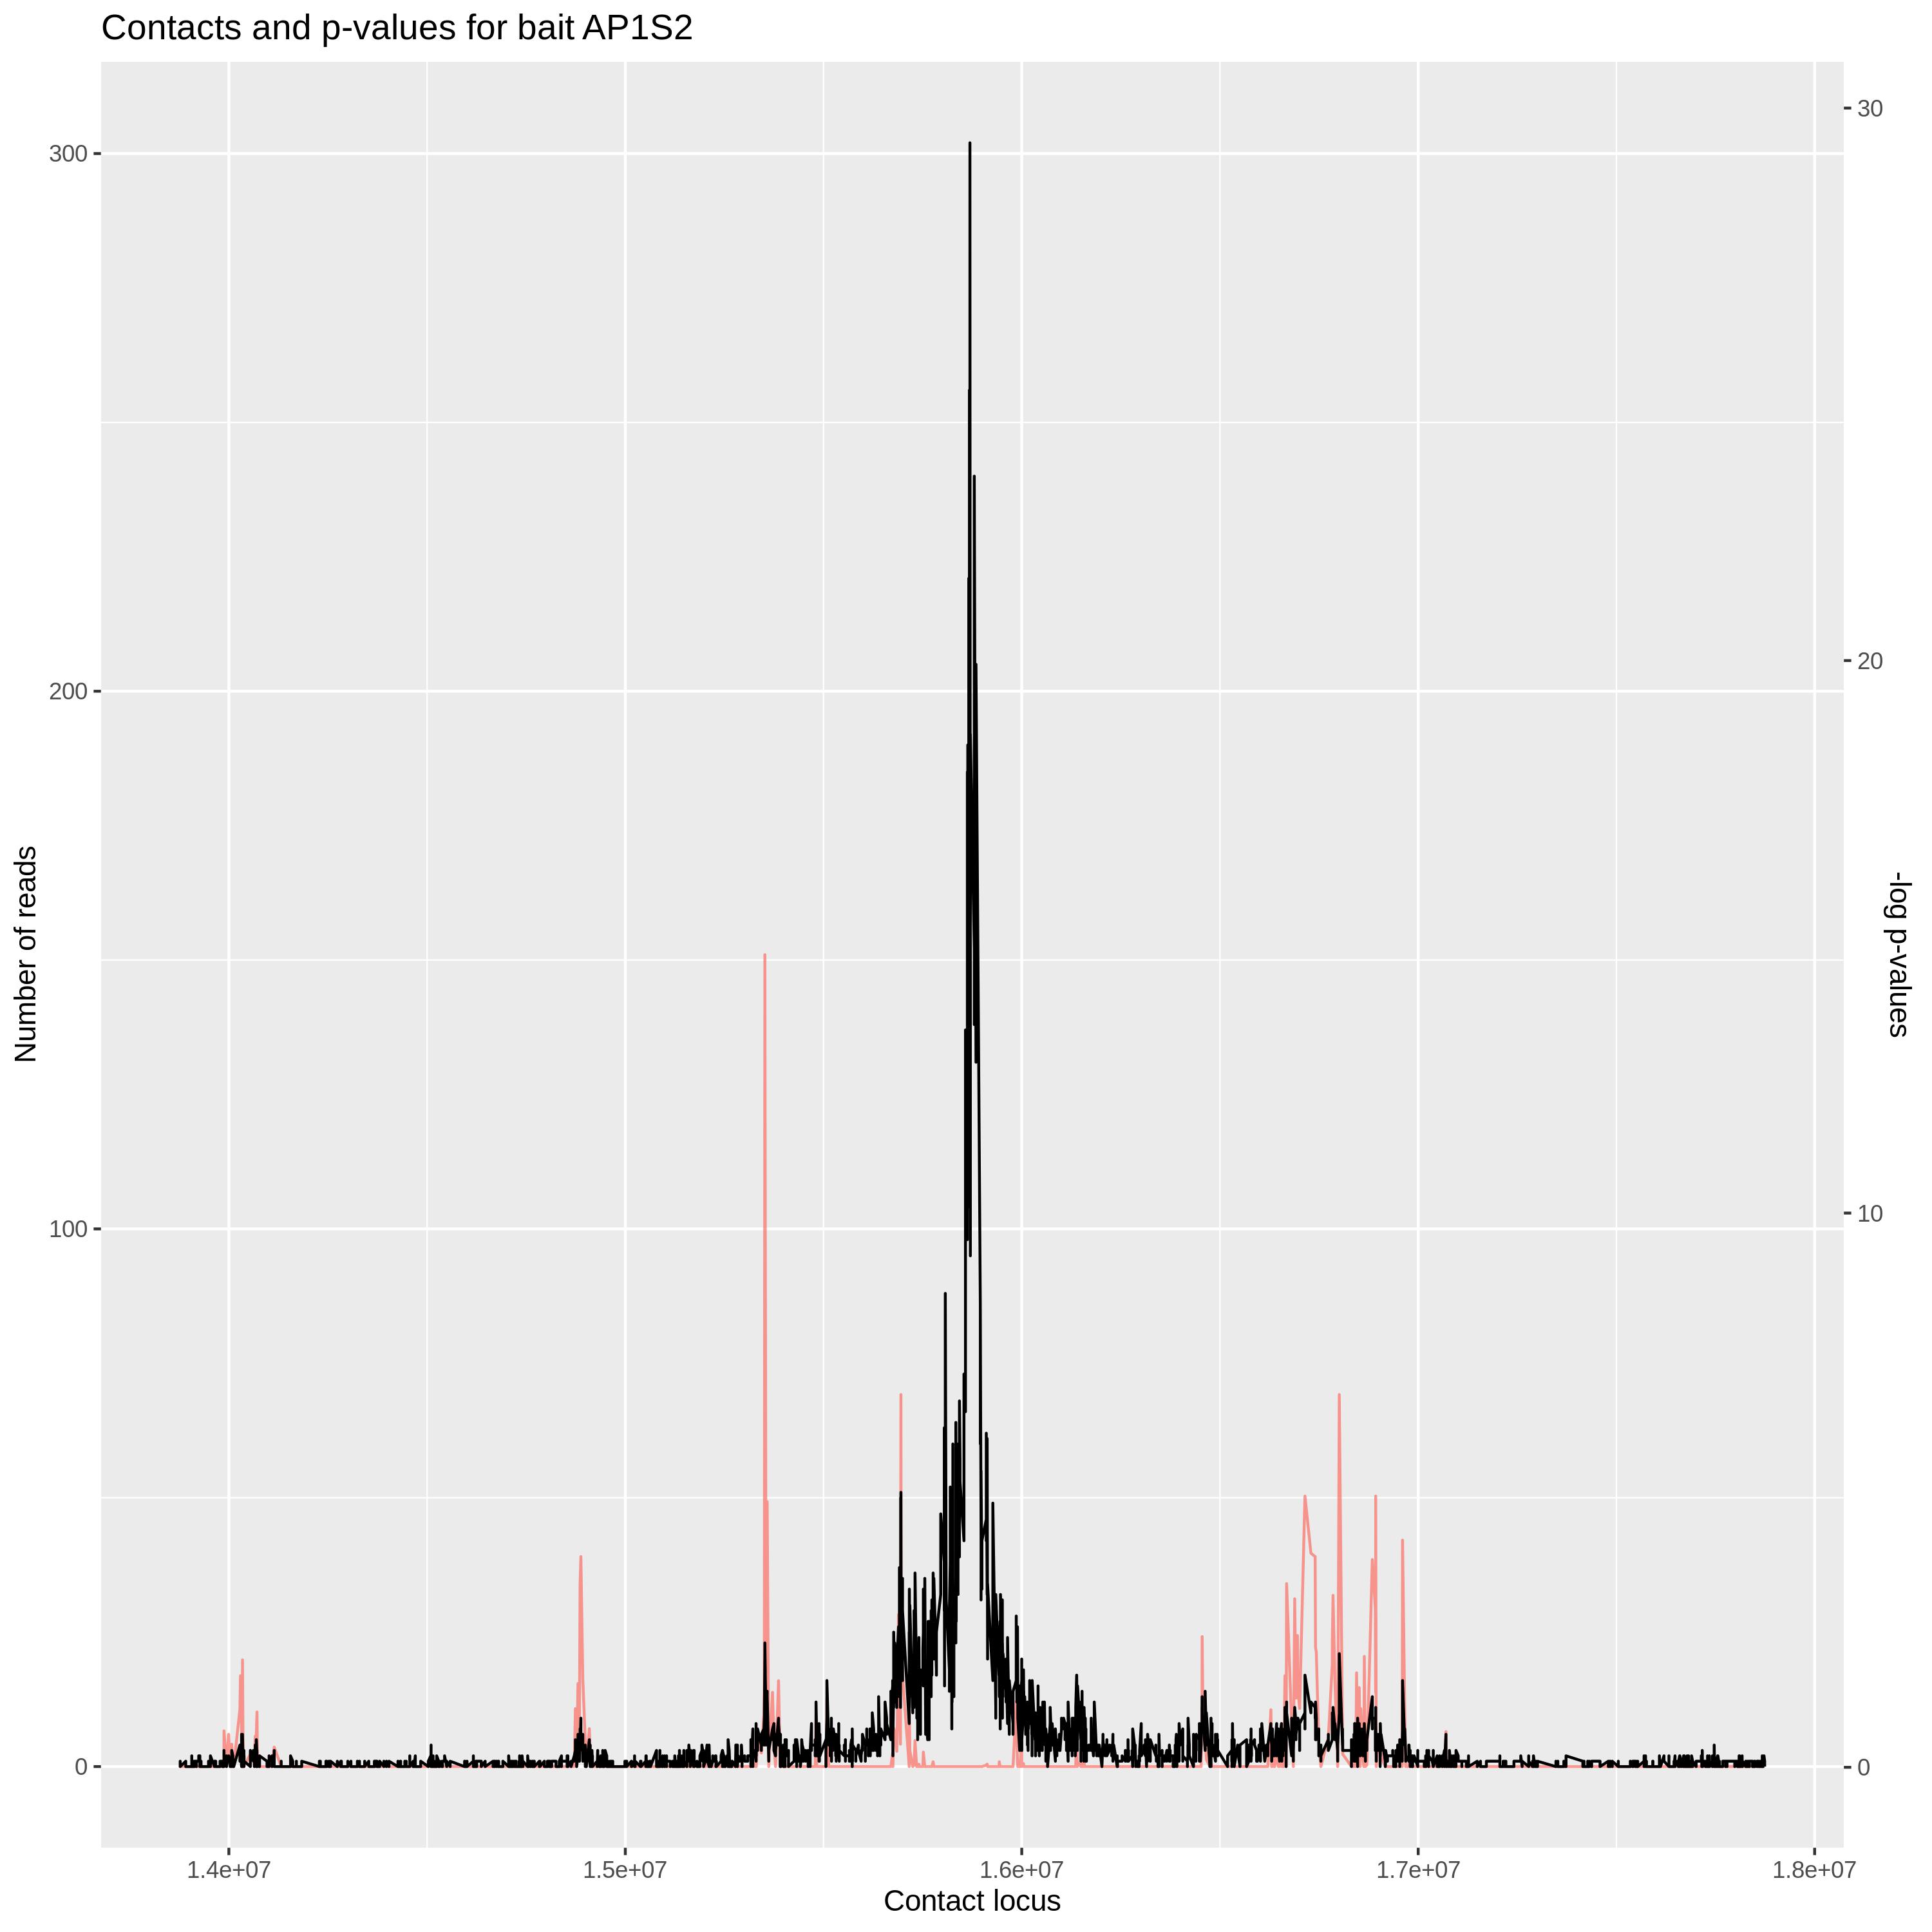 Contacts and p-values for bait AP1S2
300
200
100
0
Number of reads
30
20
10
0
-log p-values
1.4e+07
1.5e+07
1.6e+07
1.7e+07
1.8e+07
Contact locus